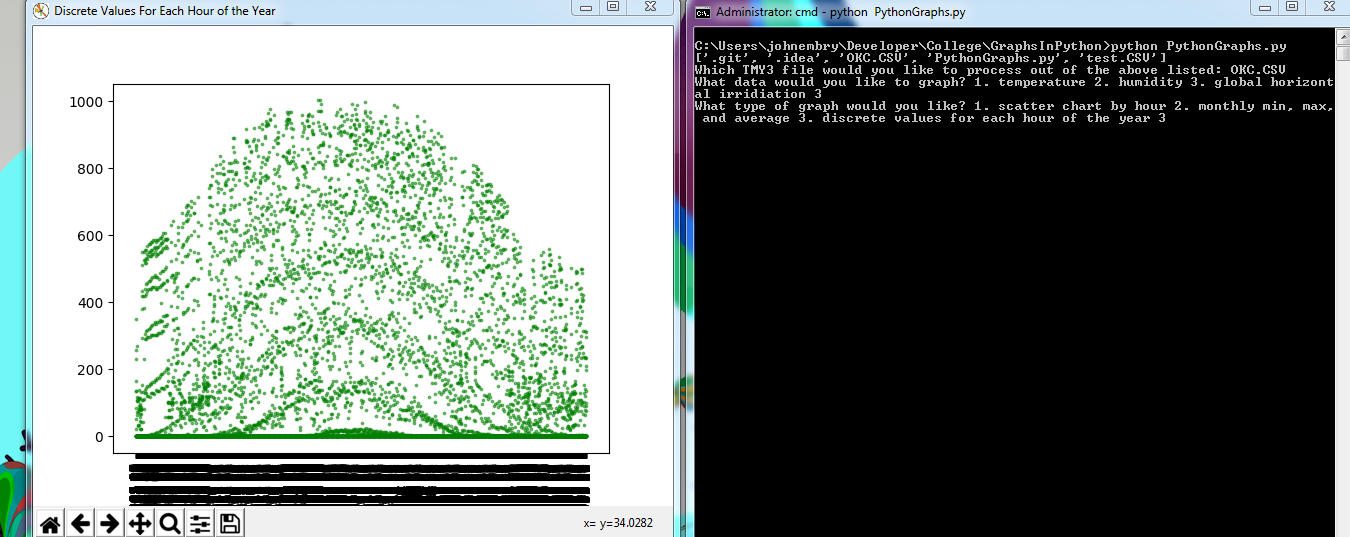 Discrete Values For Each Hour of the Year
1000
800
600
400
200
0
x= y=34.0282
Administrator: cmd - python  PythonGraphs.py
C:\Users\johnembry\Developer\College\GraphsInPython>python PythonGraphs.py
['.git', '.idea', 'OKC.CSV', 'PythonGraphs.py', 'test.CSV']
Which TMY3 file would you like to process out of the above listed: OKC.CSV
What data would you like to graph? 1. temperature 2. humidity 3. global horizont
al irridiation 3
What type of graph would you like? 1. scatter chart by hour 2. monthly min, max,
 and average 3. discrete values for each hour of the year 3